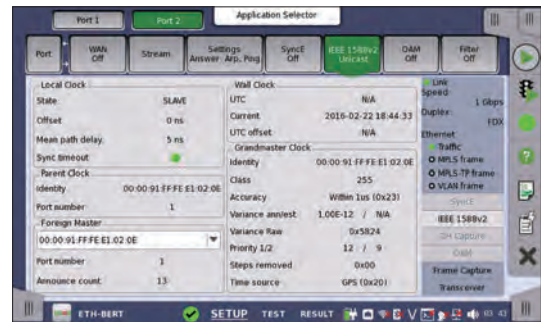 Port 1
Port 2
Application Selector
Port
WAN
Off
Stream
Settings
Answer Arp, Ping
SyncE
Off
IEEE 1588v2
Unicast
OAM
Off
Filter
Off
Local Clock
State SLAVE
Offset 0 ns
Mean path delay 5 ns
Sync timeout
Parent Clock
Identity 00:00:91:FF:FE:E1:02:0E
Port number 1
Foreign Master
00:00:91:FF:FE:E1:02:0E
Port number 1
Announce count 13
Wall Clock
UTC N/A
Current 2016-02-22 18:44:33
UTC offset N/A
Grandmaster Clock
Identity 00:00:91:FF:FE:E1:02:0E
Class 255
Accuracy Within 1us (0x23)
Variance ann/est 1.00E-12 / N/A
Variance Raw 0x5824
Priority 1/2 12 / 9
Steps removed 0x00
Time source GPS (0x20)
Link
Speed
1 Gbps
Duplex
FDX
Ethernet
Traffic
MPLS frame
MPLS-TP frame
VLAN frame
SyncE
IEEE 1588v2
OAM
Frame Capture
Transceiver
ETH-BERT
SETUP
TEST
RESULT